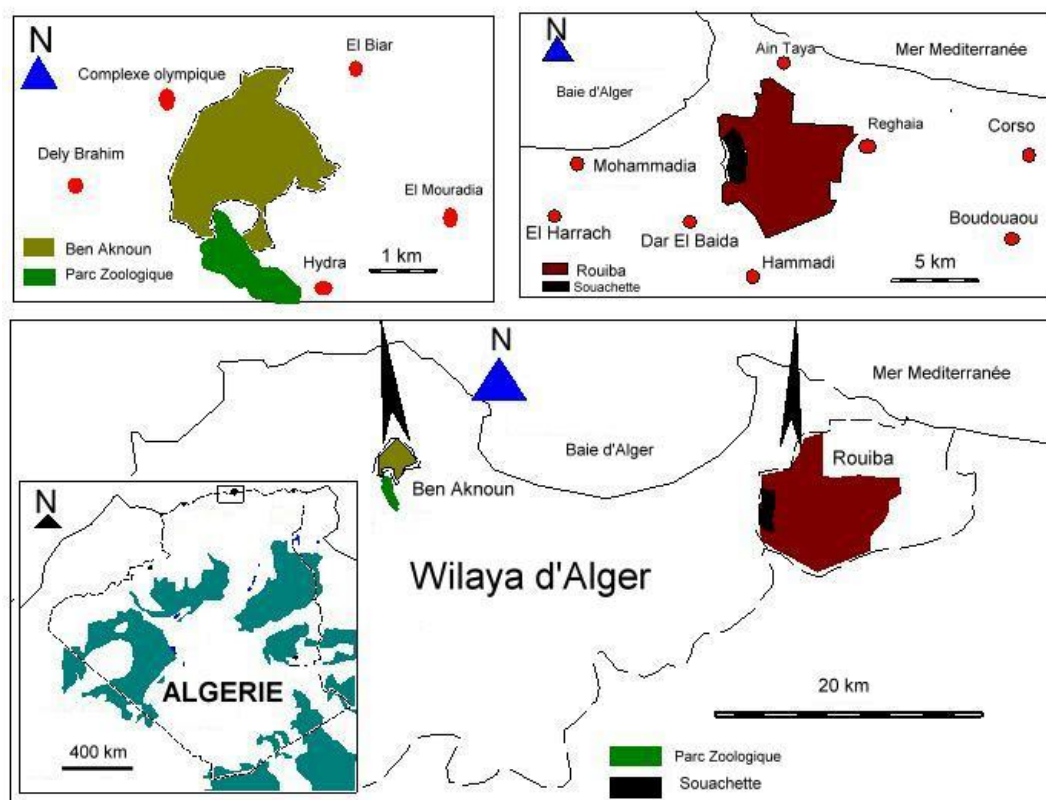 N
El Biar
Complexe olympique
Dely Brahim
El Mouradia
Ben Aknoun
Parc Zoologique
Hydra
1 km
N
Ain Taya
Mer Mediterranée
Baie d'Alger
Reghaia
Corso
Mohammadia
El Harrach
Dar El Baida
Boudouaou
Hammadi
Rouiba
Souachette
5 km
N
Mer Mediterranée
Baie d'Alger
Rouiba
Ben Aknoun
Wilaya d'Alger
20 km
Parc Zoologique
Souachette
N
ALGERIE
400 km